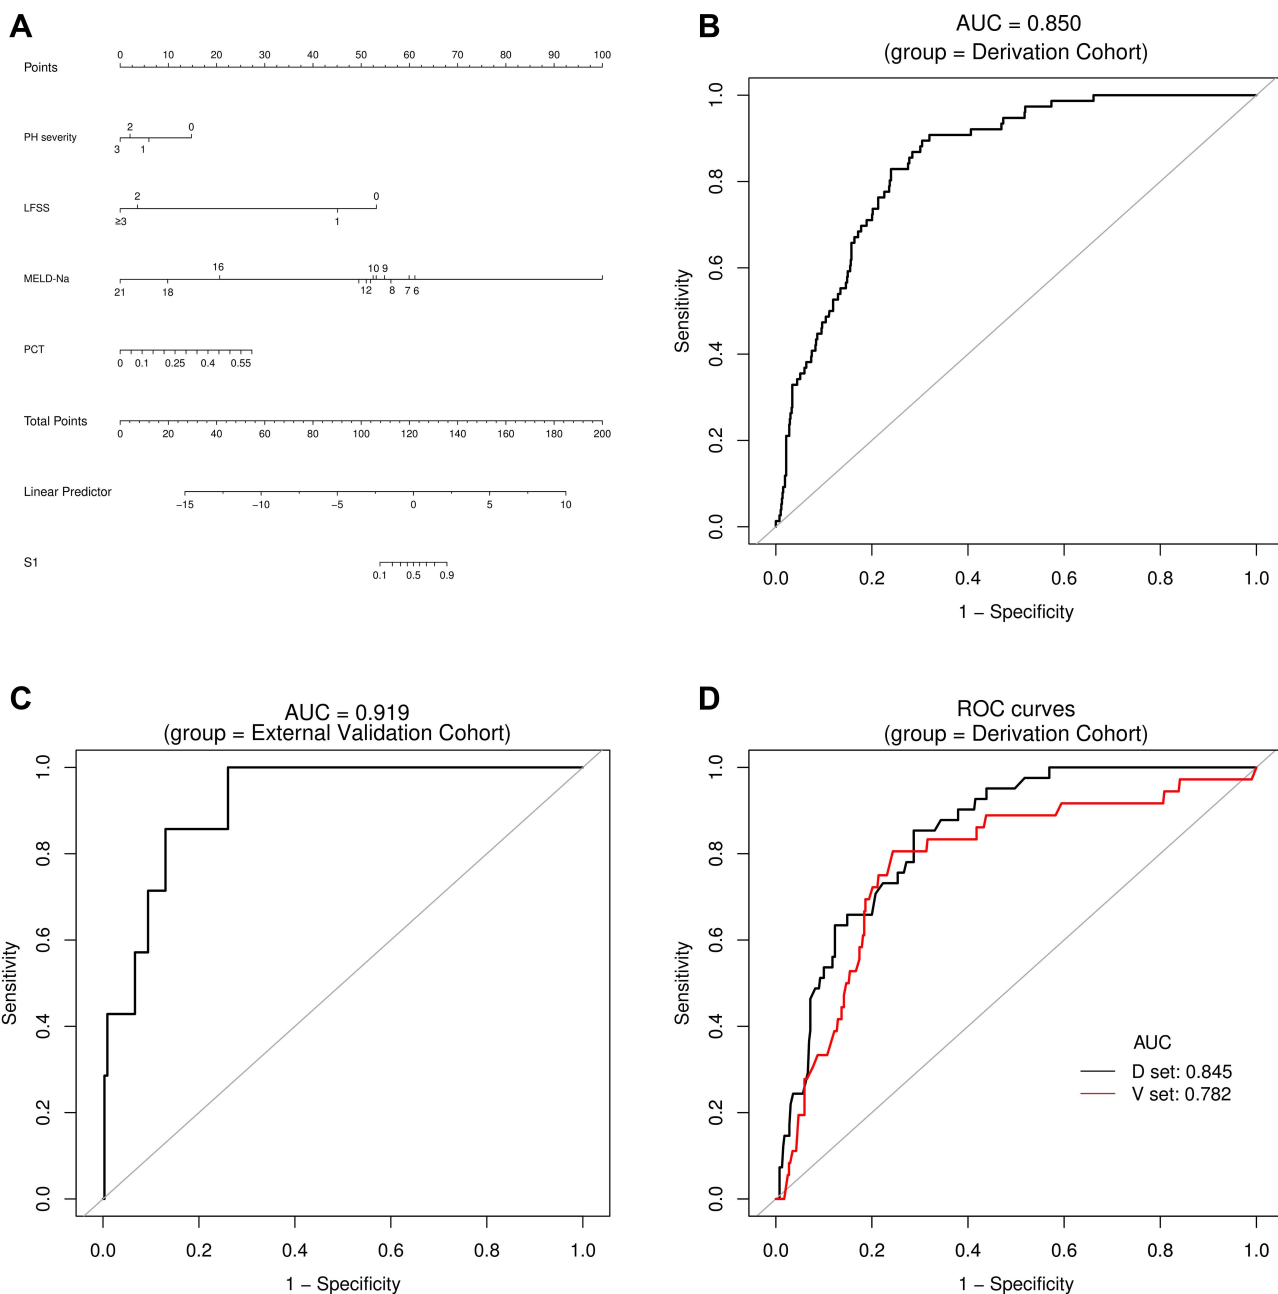 A
Points
0 10 20 30 40 50 60 70 80 90 100
PH severity
2 0
3 1
LFSS
2 0
≥3 1
MELD-Na
16 10 9
21 18 12 8 7 6
PCT
0 0.1 0.25 0.4 0.55
Total Points
0 20 40 60 80 100 120 140 160 180 200
Linear Predictor
−15 −10 −5 0 5 10
S1
0.1 0.5 0.9
B
AUC = 0.850
(group = Derivation Cohort)
Sensitivity
1.0
0.8
0.6
0.4
0.2
0.0
0.0 0.2 0.4 0.6 0.8 1.0
1 − Specificity
C
AUC = 0.919
(group = External Validation Cohort)
Sensitivity
1.0
0.8
0.6
0.4
0.2
0.0
0.0 0.2 0.4 0.6 0.8 1.0
1 − Specificity
D
ROC curves
(group = Derivation Cohort)
Sensitivity
1.0
0.8
0.6
0.4
0.2
0.0
AUC
D set: 0.845
V set: 0.782
0.0 0.2 0.4 0.6 0.8 1.0
1 − Specificity